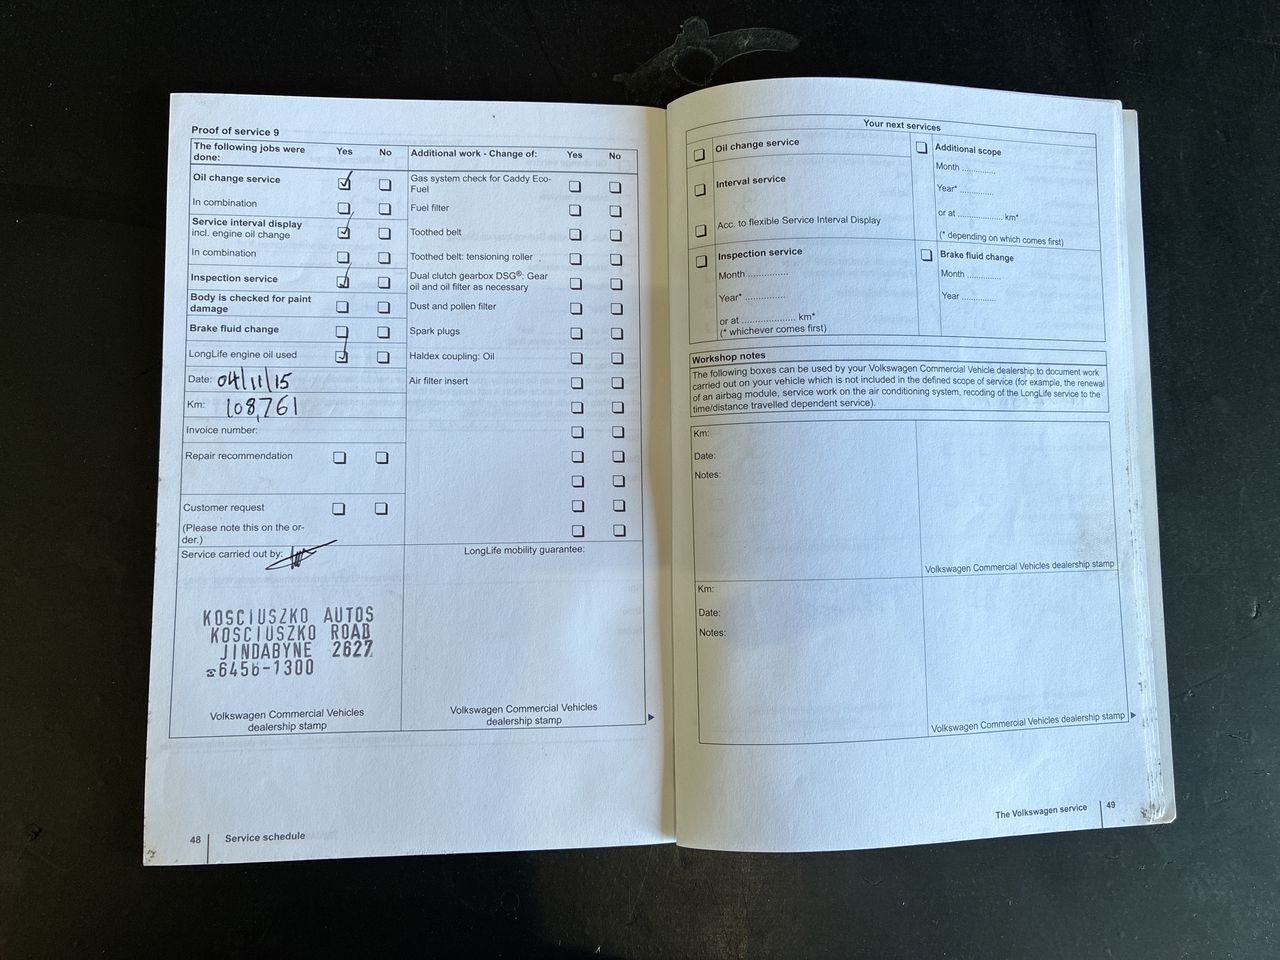 Proof of service 9
The following jobs were done: Yes No
Oil change service
In combination
Service interval display
incl. engine oil change
In combination
Inspection service
Body is checked for paint
damage
Brake fluid change
LongLife engine oil used
Date: 04/11/15
Km: 108,761
Invoice number:
Repair recommendation
Customer request
(Please note this on the or-
der.)
Service carried out by:
KOSCIUSZKO AUTOS
KOSCIUSZKO ROAD
JINDABYNE 2627
☎6456-1300
Volkswagen Commercial Vehicles
dealership stamp
Additional work - Change of: Yes No
Gas system check for Caddy Eco-
Fuel
Fuel filter
Toothed belt
Toothed belt: tensioning roller
Dual clutch gearbox DSG®: Gear
oil and oil filter as necessary
Dust and pollen filter
Spark plugs
Haldex coupling: Oil
Air filter insert
LongLife mobility guarantee:
Volkswagen Commercial Vehicles
dealership stamp
48 Service schedule
Your next services
Oil change service
Interval service
Acc. to flexible Service Interval Display
Inspection service
Month ..............
Year* ..............
or at .................... km*
(* whichever comes first)
Additional scope
Month ............
Year* ............
or at .................... km*
(* depending on which comes first)
Brake fluid change
Month ............
Year ............
Workshop notes
The following boxes can be used by your Volkswagen Commercial Vehicle dealership to document work
carried out on your vehicle which is not included in the defined scope of service (for example, the renewal
of an airbag module, service work on the air conditioning system, recoding of the LongLife service to the
time/distance travelled dependent service).
Km:
Date:
Notes:
Volkswagen Commercial Vehicles dealership stamp
Km:
Date:
Notes:
Volkswagen Commercial Vehicles dealership stamp
The Volkswagen service 49